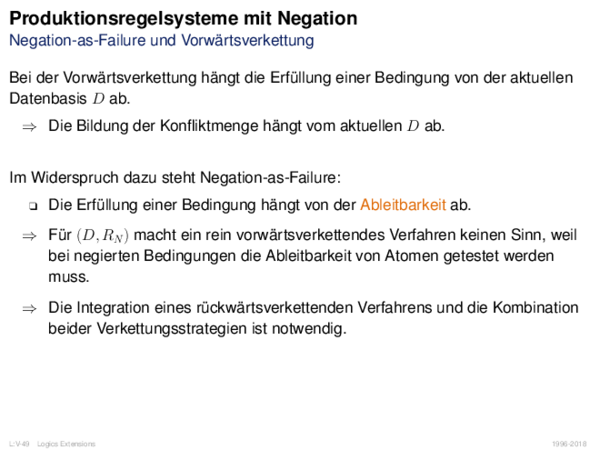 Produktionsregelsysteme mit Negation
Negation-as-Failure und Vorwärtsverkettung
Bei der Vorwärtsverkettung hängt die Erfüllung einer Bedingung von der aktuellen
Datenbasis D ab.
⇒ Die Bildung der Konfliktmenge hängt vom aktuellen D ab.
Im Widerspruch dazu steht Negation-as-Failure:
❑ Die Erfüllung einer Bedingung hängt von der Ableitbarkeit ab.
⇒ Für (D, R_N) macht ein rein vorwärtsverkettendes Verfahren keinen Sinn, weil
bei negierten Bedingungen die Ableitbarkeit von Atomen getestet werden
muss.
⇒ Die Integration eines rückwärtsverkettenden Verfahrens und die Kombination
beider Verkettungsstrategien ist notwendig.
L:V-49 Logics Extensions 1996-2018